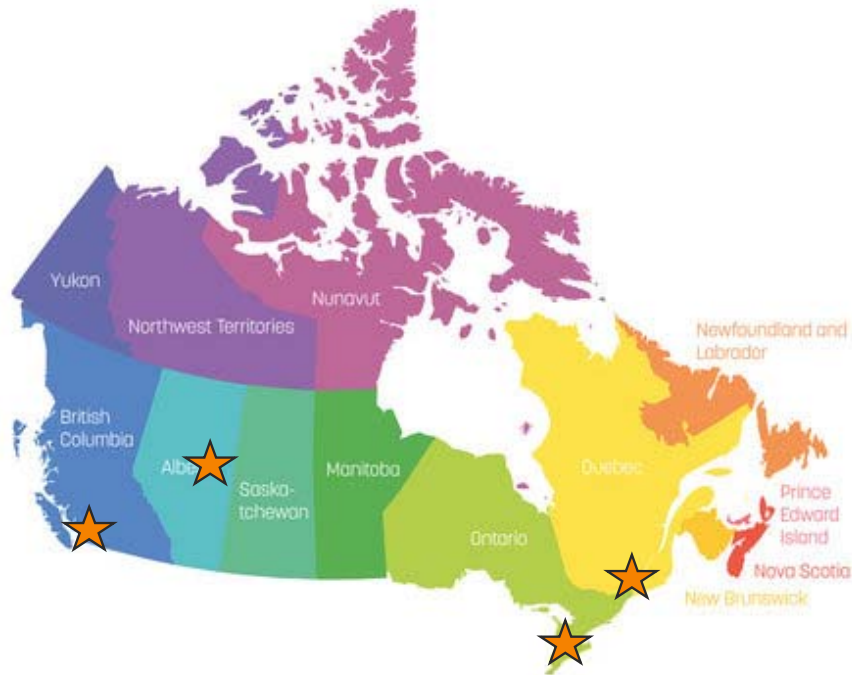 Yukon
Northwest Territories
Nunavut
Newfoundland and
Labrador
British
Columbia
Albe
Saska-
tchewan
Manitoba
Ontario
Quebec
Prince
Edward
Island
Nova Scotia
New Brunswick